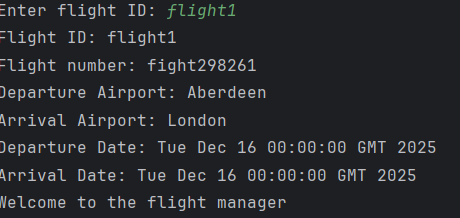 Enter flight ID: flight1
Flight ID: flight1
Flight number: fight298261
Departure Airport: Aberdeen
Arrival Airport: London
Departure Date: Tue Dec 16 00:00:00 GMT 2025
Arrival Date: Tue Dec 16 00:00:00 GMT 2025
Welcome to the flight manager